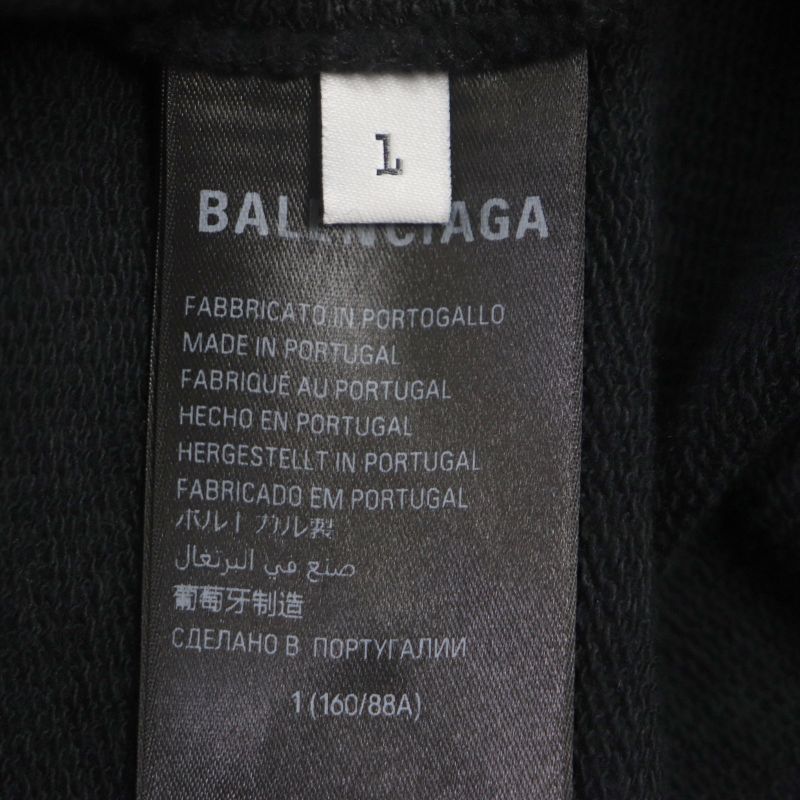 1
BALENCIAGA
FABBRICATO IN PORTOGALLO
MADE IN PORTUGAL
FABRIQUÉ AU PORTUGAL
HECHO EN PORTUGAL
HERGESTELLT IN PORTUGAL
FABRICADO EM PORTUGAL
ポルトガル製
صنع في البرتغال
葡萄牙制造
СДЕЛАНО В ПОРТУГАЛИИ
1 (160/88A)